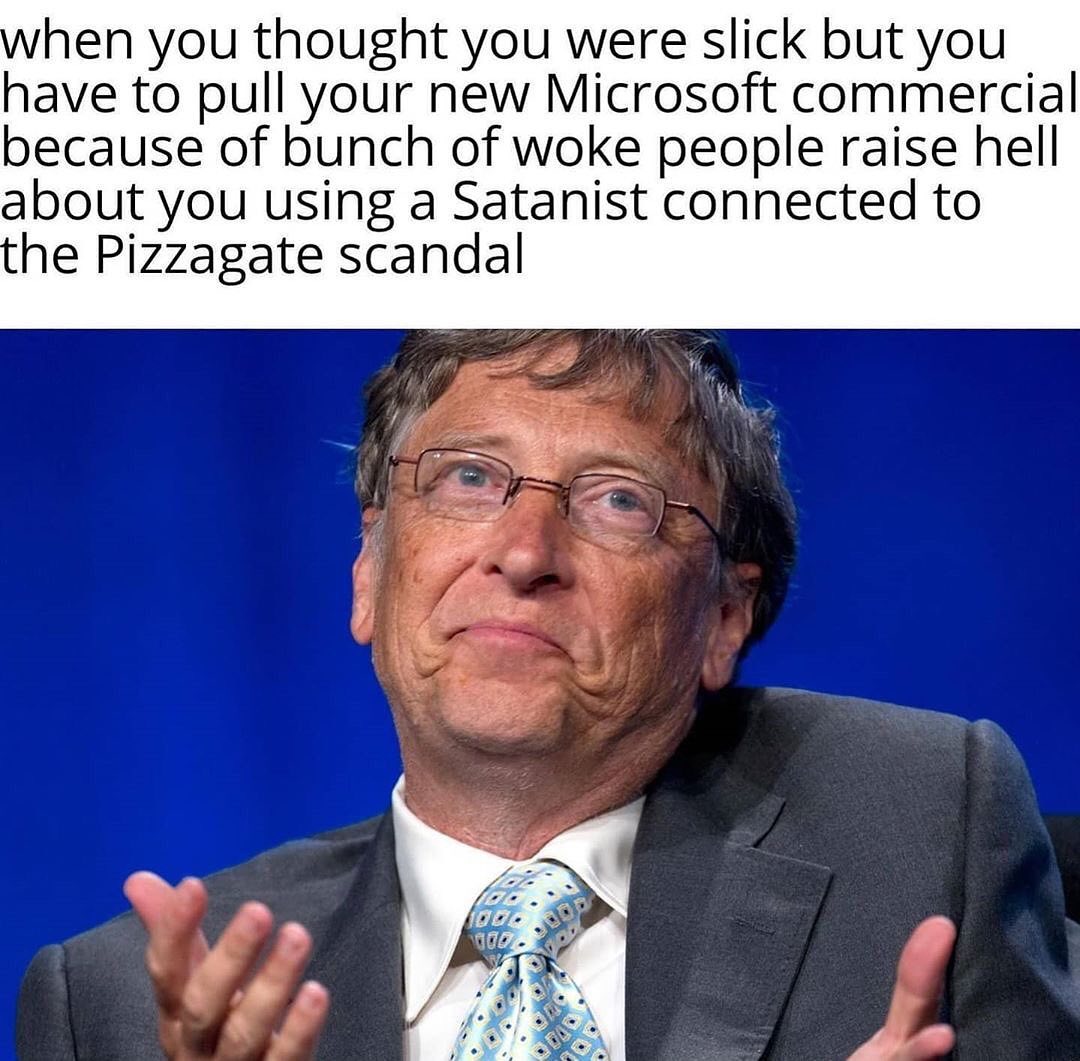 when you thought you were slick but you
have to pull your new Microsoft commercial
because of bunch of woke people raise hell
about you using a Satanist connected to
the Pizzagate scandal